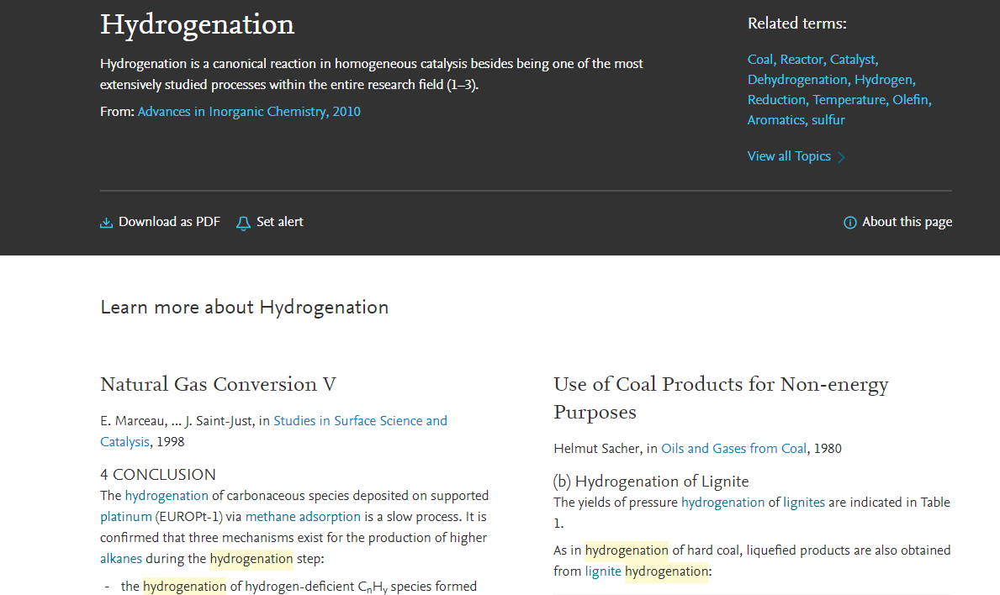 Hydrogenation
Hydrogenation is a canonical reaction in homogeneous catalysis besides being one of the most
extensively studied processes within the entire research field (1–3).
From: Advances in Inorganic Chemistry, 2010
Related terms:
Coal, Reactor, Catalyst,
Dehydrogenation, Hydrogen,
Reduction, Temperature, Olefin,
Aromatics, sulfur
View all Topics
Download as PDF
Set alert
About this page
Learn more about Hydrogenation
Natural Gas Conversion V
E. Marceau, ... J. Saint-Just, in Studies in Surface Science and
Catalysis, 1998
4 CONCLUSION
The hydrogenation of carbonaceous species deposited on supported
platinum (EUROPt-1) via methane adsorption is a slow process. It is
confirmed that three mechanisms exist for the production of higher
alkanes during the hydrogenation step:
- the hydrogenation of hydrogen-deficient CnHy species formed
Use of Coal Products for Non-energy
Purposes
Helmut Sacher, in Oils and Gases from Coal, 1980
(b) Hydrogenation of Lignite
The yields of pressure hydrogenation of lignites are indicated in Table
1.
As in hydrogenation of hard coal, liquefied products are also obtained
from lignite hydrogenation: